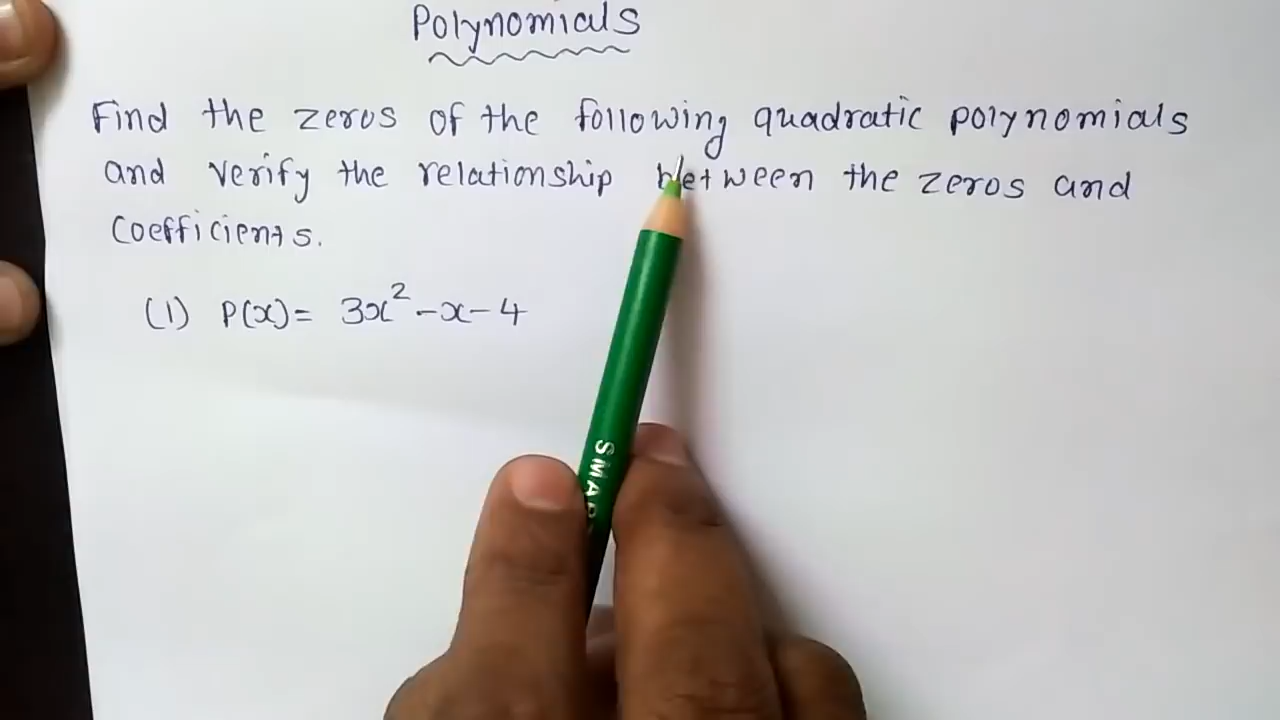 Polynomials
Find the zeros of the following quadratic polynomials
and verify the relationship between the zeros and
coefficients.
(1) P(x)= 3x²-x-4
SMAR